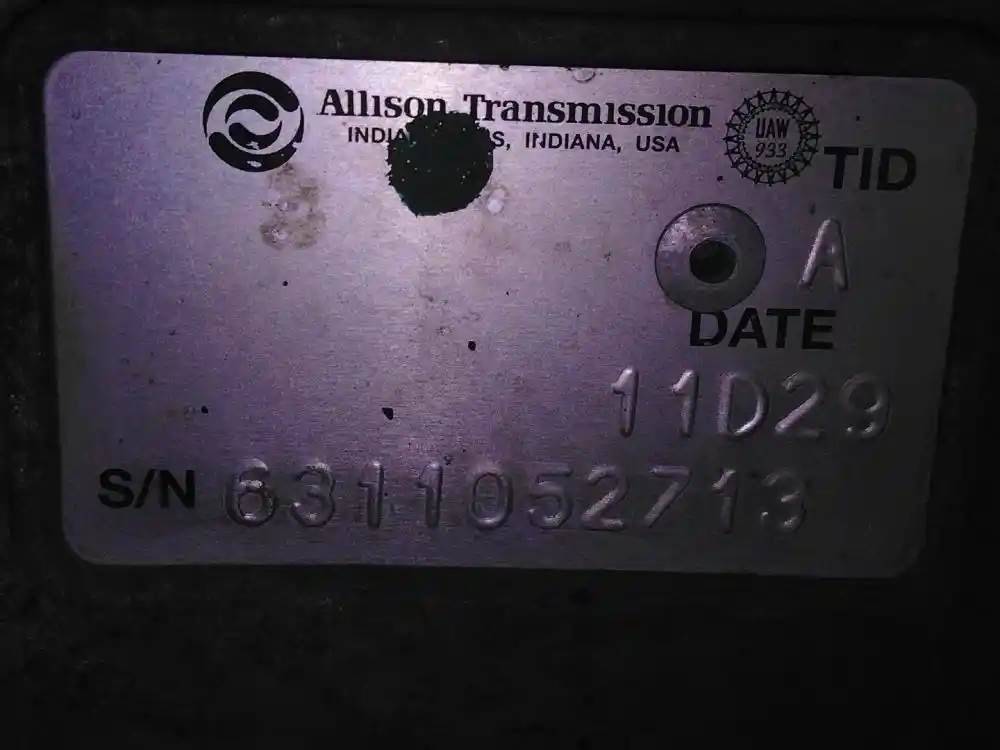 Allison Transmission
INDIANA, USA
UAW
933
TID
A
DATE
11D29
S/N 6311052713